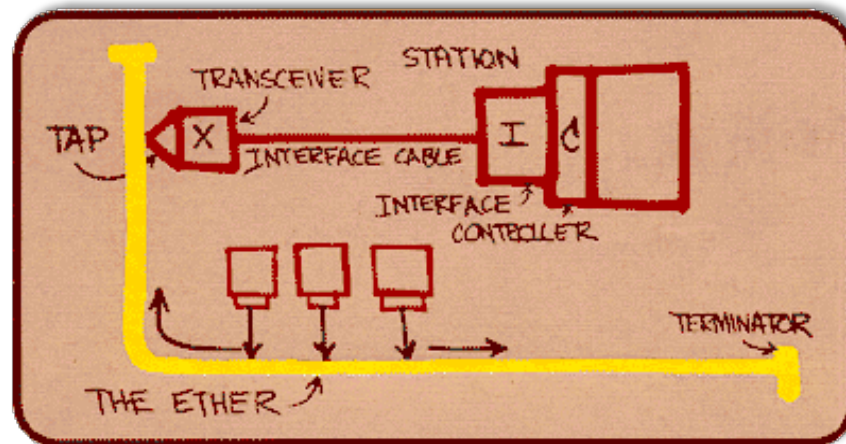 STATION
TRANSCEIVER
TAP
X
I
C
INTERFACE CABLE
INTERFACE
CONTROLLER
TERMINATOR
THE ETHER